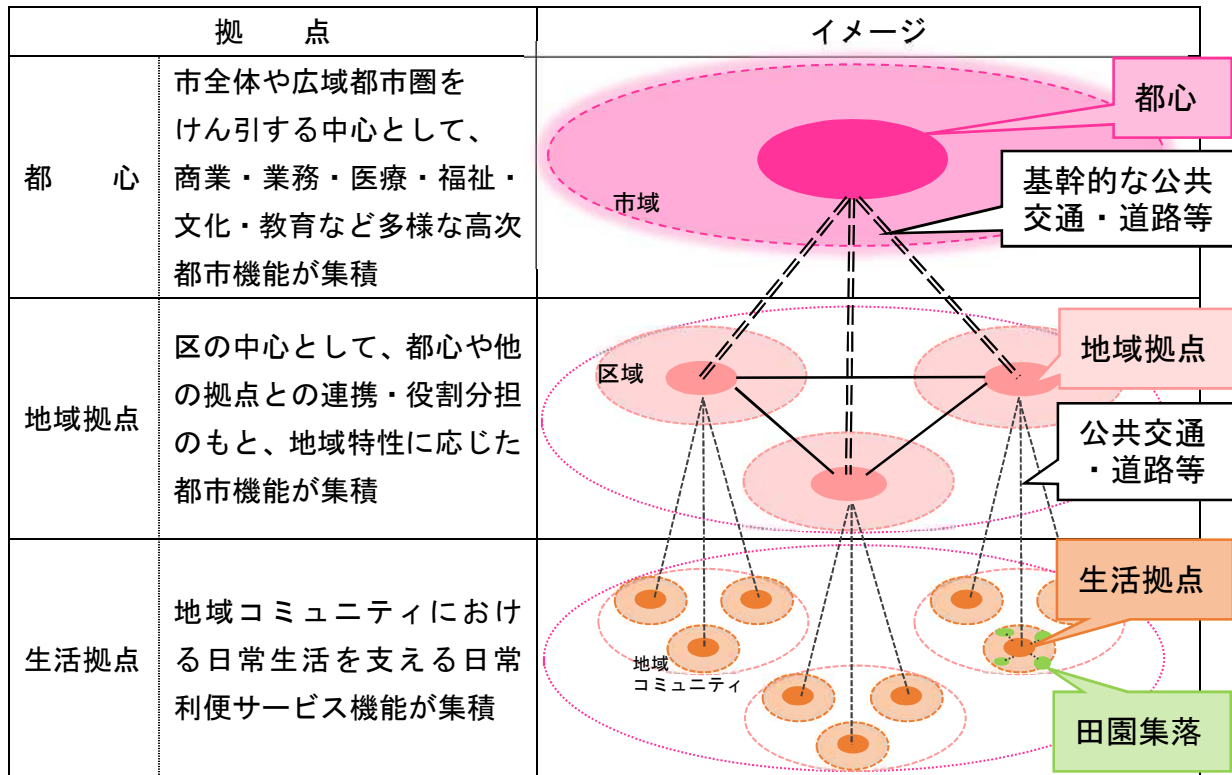 拠　　点
イメージ
都　　心
市全体や広域都市圏を
けん引する中心として、
商業・業務・医療・福祉・
文化・教育など多様な高次
都市機能が集積
都心
市域
基幹的な公共
交通・道路等
地域拠点
区の中心として、都心や他
の拠点との連携・役割分担
のもと、地域特性に応じた
都市機能が集積
区域
地域拠点
公共交通
・道路等
生活拠点
地域コミュニティにおけ
る日常生活を支える日常
利便サービス機能が集積
地域
コミュニティ
生活拠点
田園集落